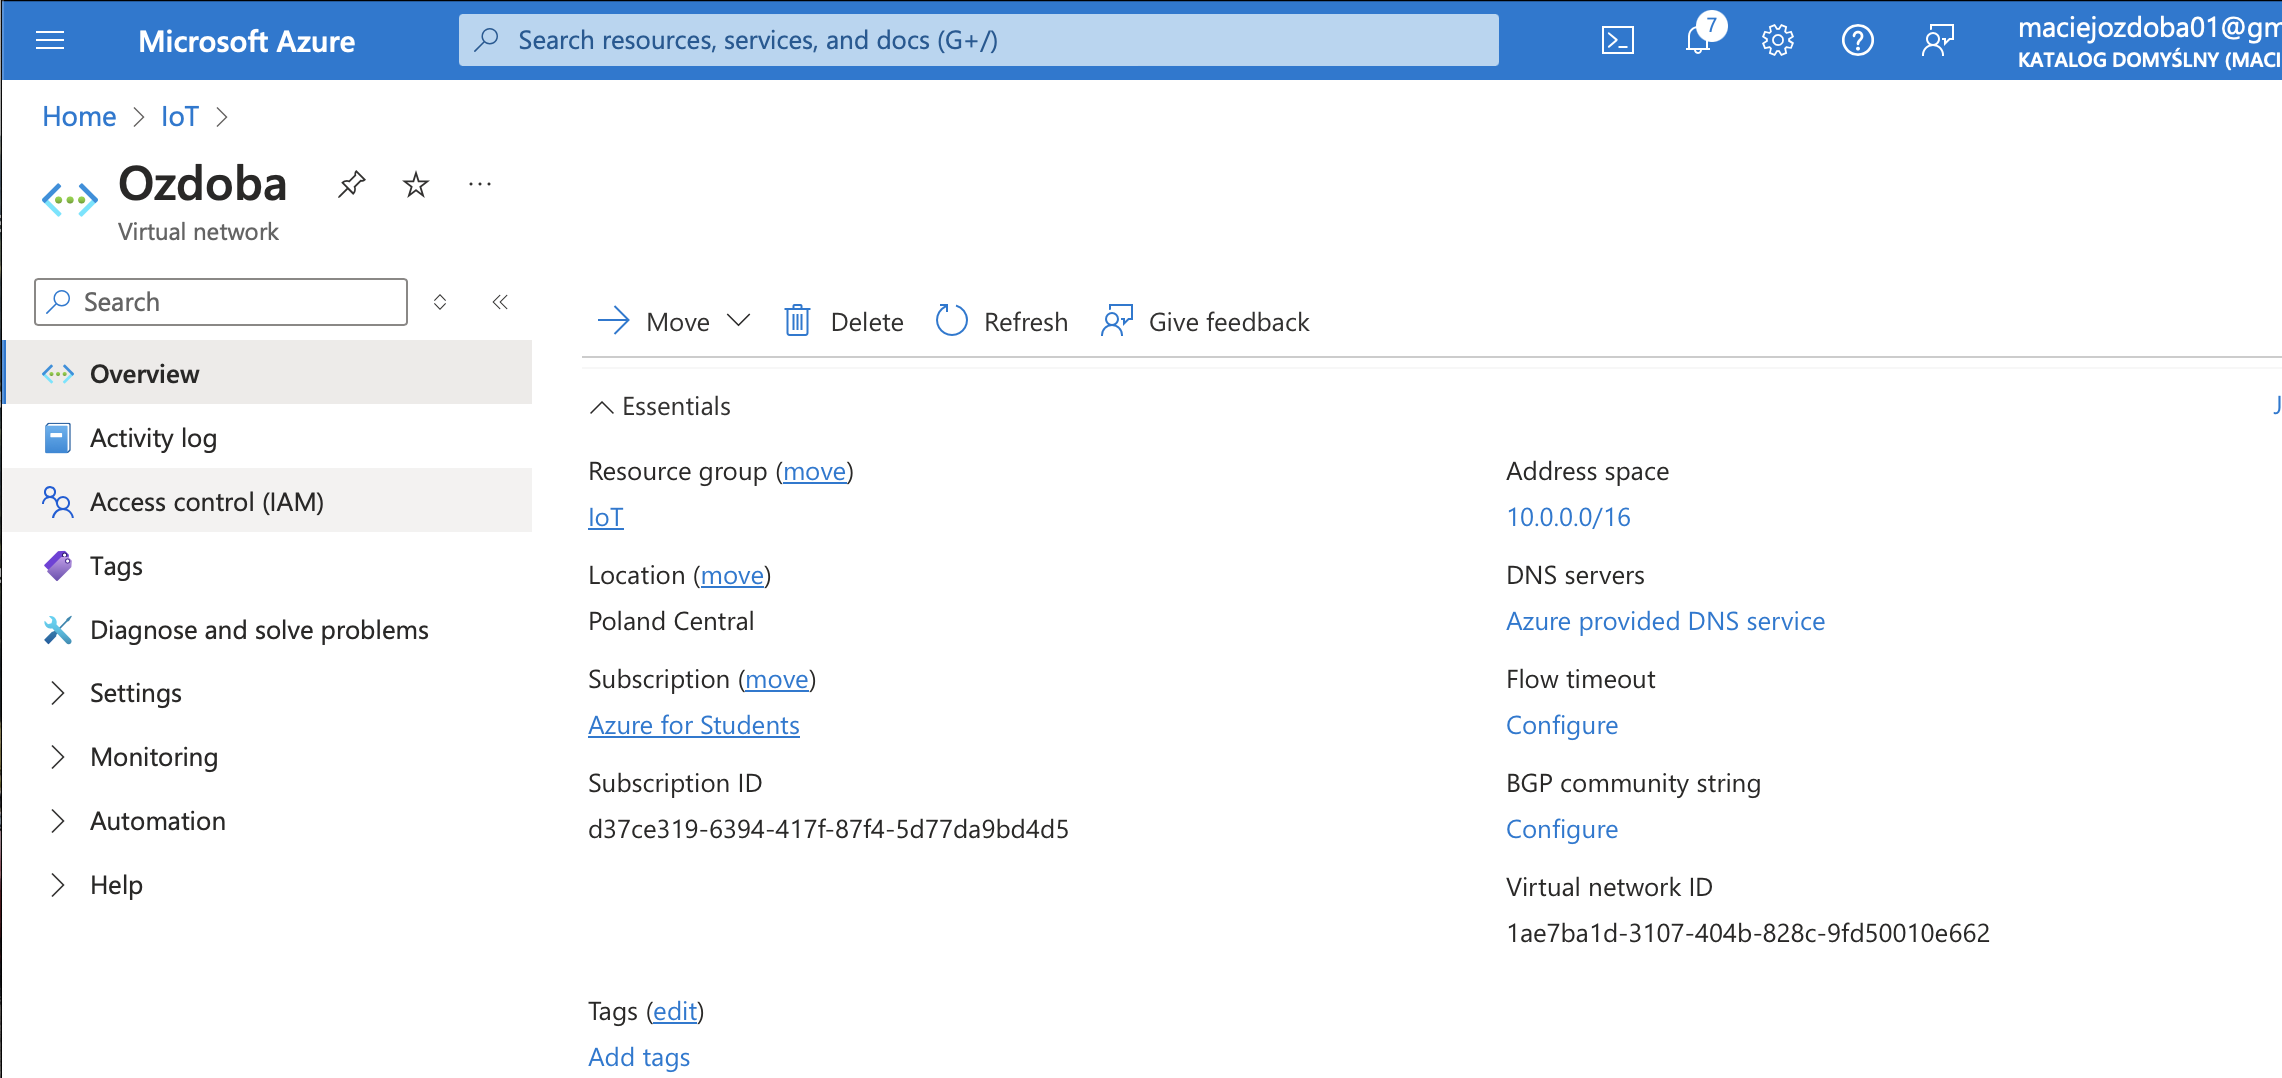 Microsoft Azure
Search resources, services, and docs (G+/)
7
maciejozdoba01@gm
KATALOG DOMYŚLNY (MACI
Home > IoT >
Ozdoba
Virtual network
Search
Overview
Activity log
Access control (IAM)
Tags
Diagnose and solve problems
Settings
Monitoring
Automation
Help
Move
Delete
Refresh
Give feedback
Essentials
J
Resource group (move)
IoT
Location (move)
Poland Central
Subscription (move)
Azure for Students
Subscription ID
d37ce319-6394-417f-87f4-5d77da9bd4d5
Address space
10.0.0.0/16
DNS servers
Azure provided DNS service
Flow timeout
Configure
BGP community string
Configure
Virtual network ID
1ae7ba1d-3107-404b-828c-9fd50010e662
Tags (edit)
Add tags